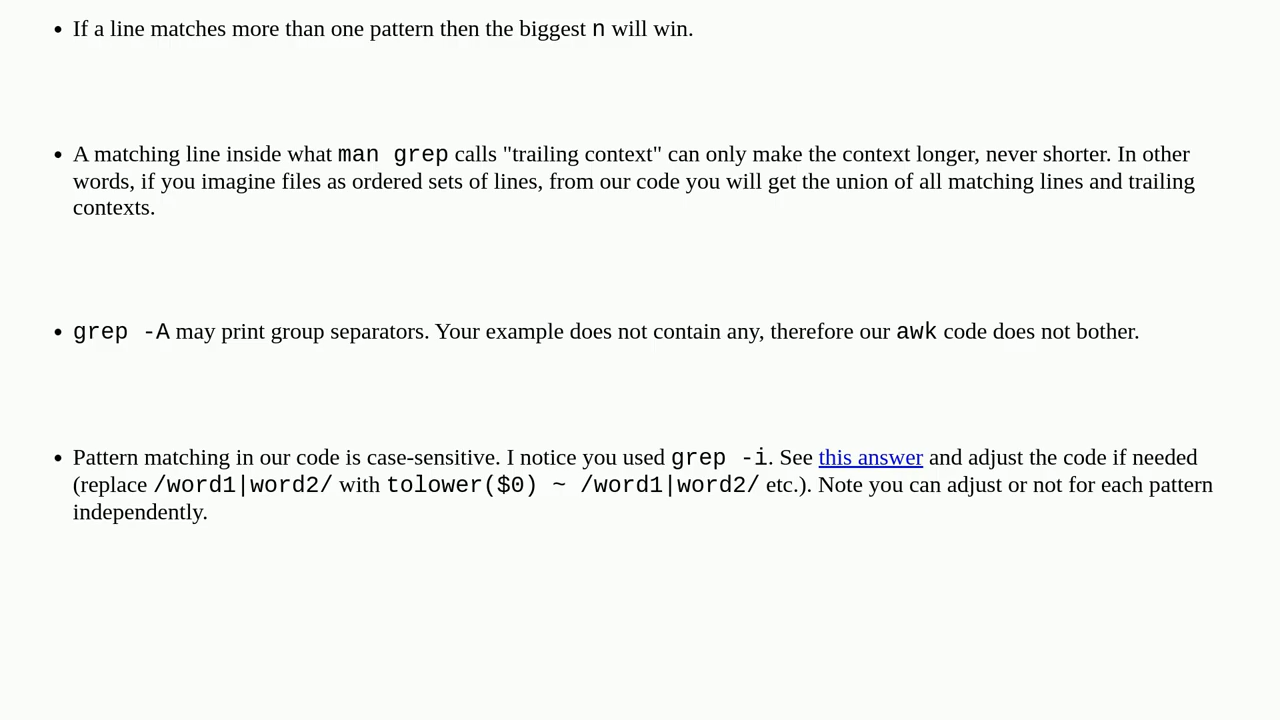 • If a line matches more than one pattern then the biggest n will win.
• A matching line inside what man grep calls "trailing context" can only make the context longer, never shorter. In other
words, if you imagine files as ordered sets of lines, from our code you will get the union of all matching lines and trailing
contexts.
• grep -A may print group separators. Your example does not contain any, therefore our awk code does not bother.
• Pattern matching in our code is case-sensitive. I notice you used grep -i. See this answer and adjust the code if needed
(replace /word1|word2/ with tolower($0) ~ /word1|word2/ etc.). Note you can adjust or not for each pattern
independently.